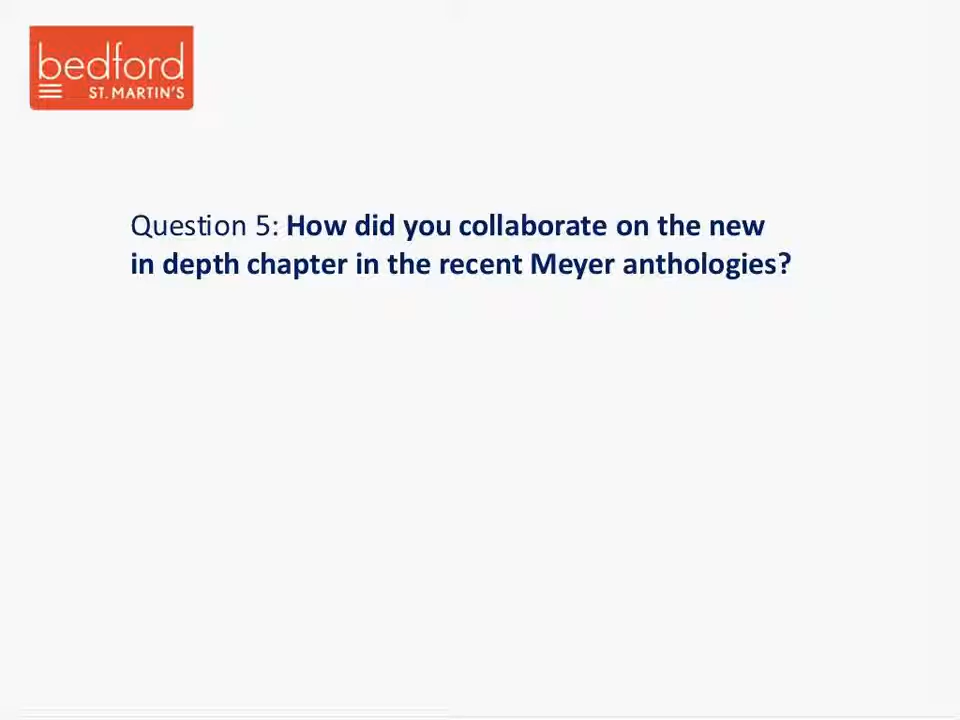 bedford
ST. MARTIN'S
Question 5: How did you collaborate on the new
in depth chapter in the recent Meyer anthologies?